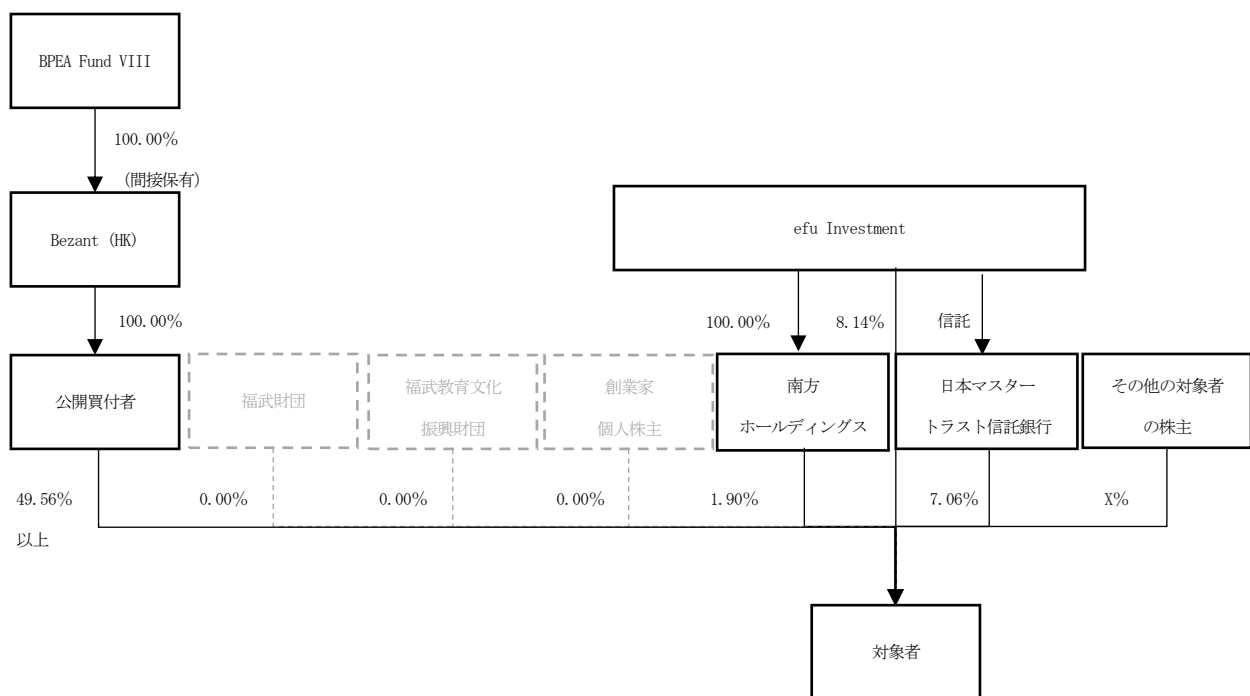 BPEA Fund VIII
100.00%
(間接保有)
Bezant (HK)
efu Investment
100.00%
100.00%
8.14%
信託
公開買付者
福武財団
福武教育文化
振興財団
創業家
個人株主
南方
ホールディングス
日本マスター
トラスト信託銀行
その他の対象者
の株主
49.56%
以上
0.00%
0.00%
0.00%
1.90%
7.06%
X%
対象者